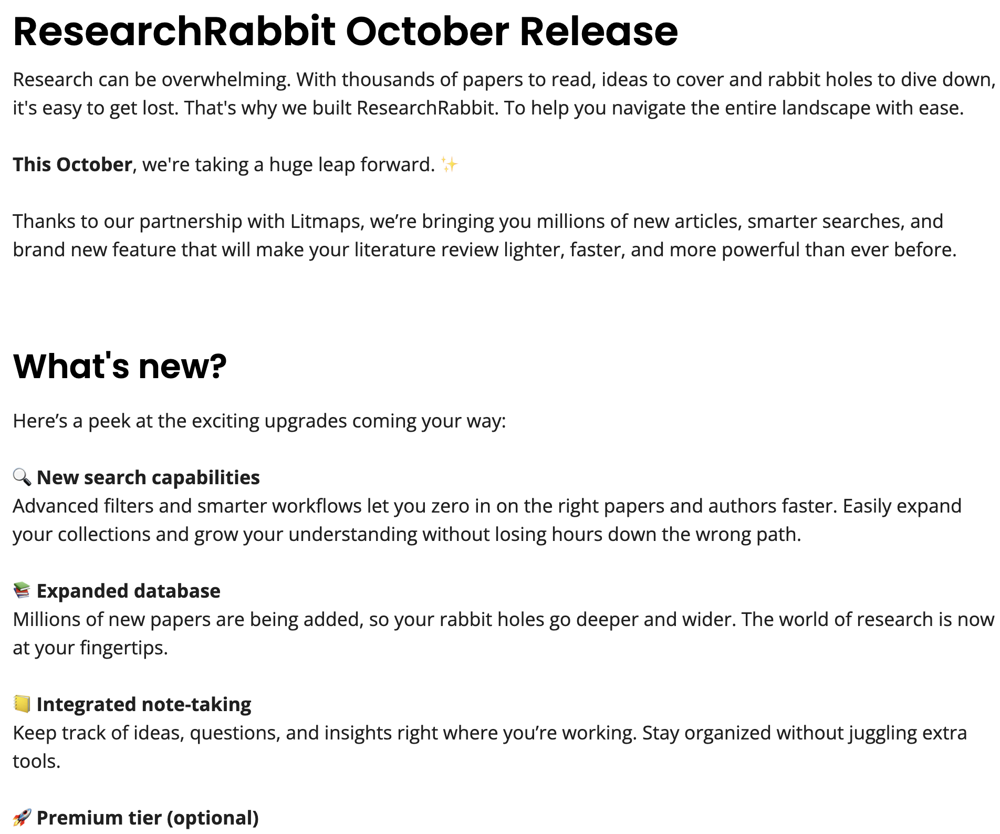 ResearchRabbit October Release
Research can be overwhelming. With thousands of papers to read, ideas to cover and rabbit holes to dive down,
it's easy to get lost. That's why we built ResearchRabbit. To help you navigate the entire landscape with ease.
This October, we're taking a huge leap forward. ✨
Thanks to our partnership with Litmaps, we’re bringing you millions of new articles, smarter searches, and
brand new feature that will make your literature review lighter, faster, and more powerful than ever before.
What's new?
Here’s a peek at the exciting upgrades coming your way:
🔍 New search capabilities
Advanced filters and smarter workflows let you zero in on the right papers and authors faster. Easily expand
your collections and grow your understanding without losing hours down the wrong path.
📚 Expanded database
Millions of new papers are being added, so your rabbit holes go deeper and wider. The world of research is now
at your fingertips.
📒 Integrated note-taking
Keep track of ideas, questions, and insights right where you’re working. Stay organized without juggling extra
tools.
🚀 Premium tier (optional)